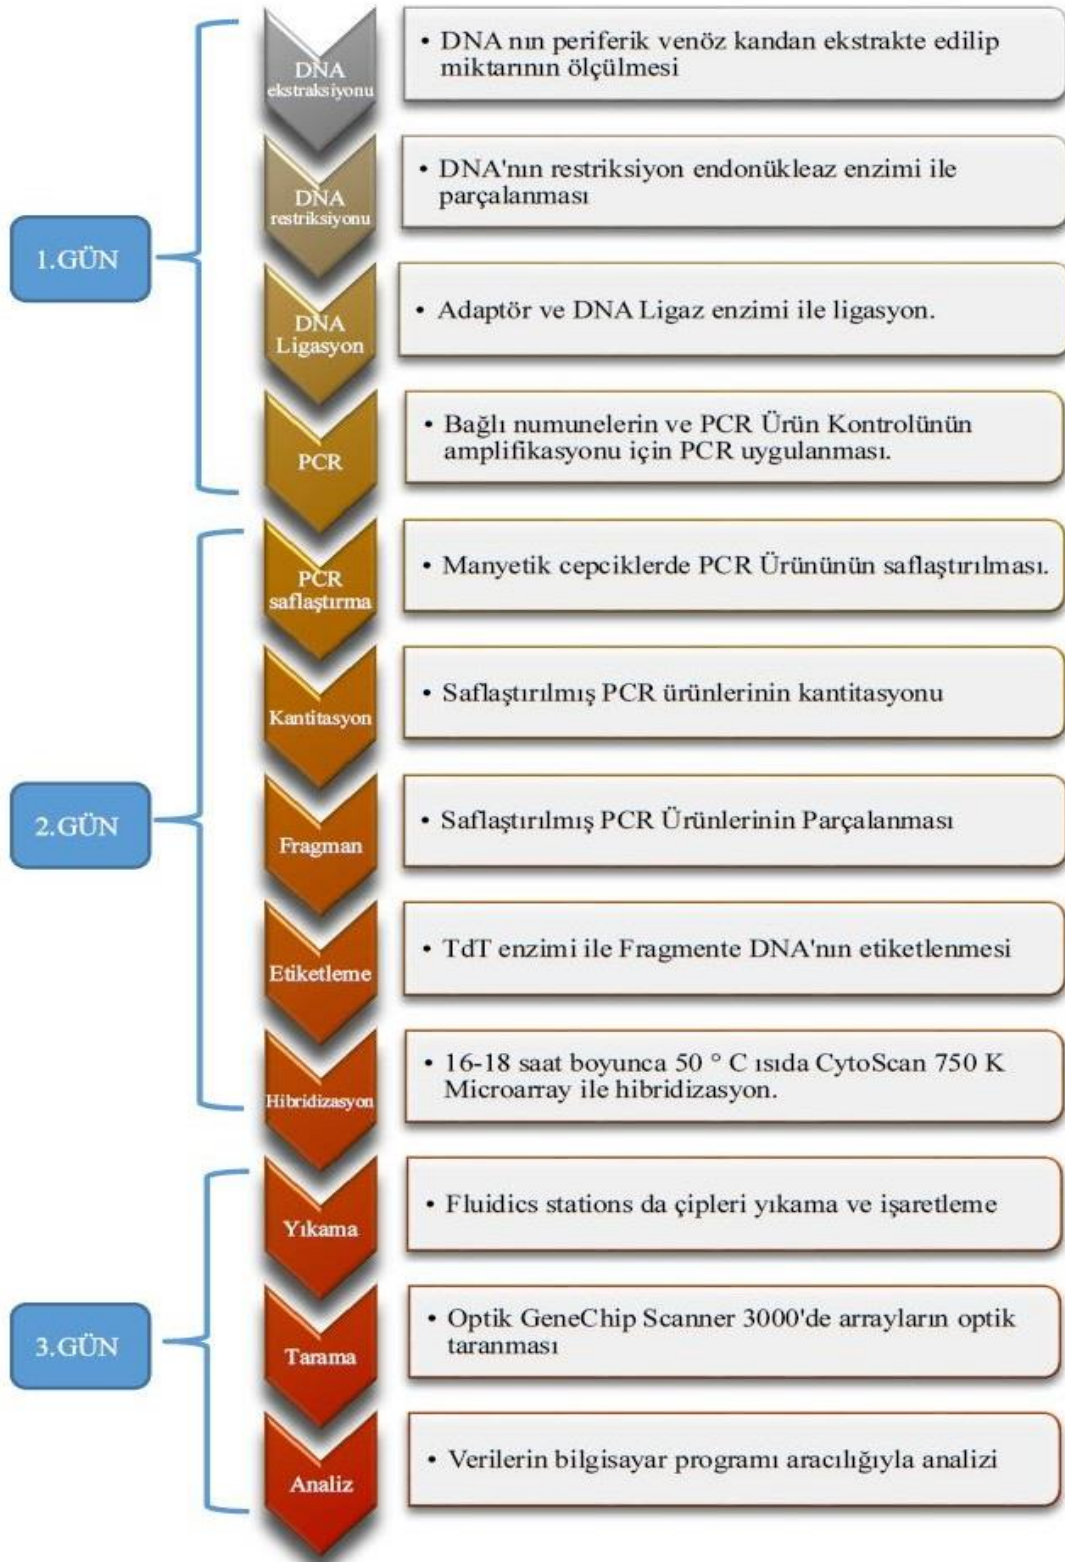 DNA
ekstraksiyonu
• DNA nın periferik venöz kandan ekstrakte edilip
miktarının ölçülmesi
DNA
restriksiyonu
• DNA'nın restriksiyon endonükleaz enzimi ile
parçalanması
1.GÜN
DNA
Ligasyon
• Adaptör ve DNA Ligaz enzimi ile ligasyon.
PCR
• Bağlı numunelerin ve PCR Ürün Kontrolünün
amplifikasyonu için PCR uygulanması.
PCR
saflaştırma
• Manyetik cepciklerde PCR Ürününün saflaştırılması.
Kantitasyon
• Saflaştırılmış PCR ürünlerinin kantitasyonu
2.GÜN
Fragman
• Saflaştırılmış PCR Ürünlerinin Parçalanması
Etiketleme
• TdT enzimi ile Fragmente DNA'nın etiketlenmesi
Hibridizasyon
• 16-18 saat boyunca 50 ° C ısıda CytoScan 750 K
Microarray ile hibridizasyon.
Yıkama
• Fluidics stations da çipleri yıkama ve işaretleme
3.GÜN
Tarama
• Optik GeneChip Scanner 3000'de arrayların optik
taranması
Analiz
• Verilerin bilgisayar programı aracılığıyla analizi